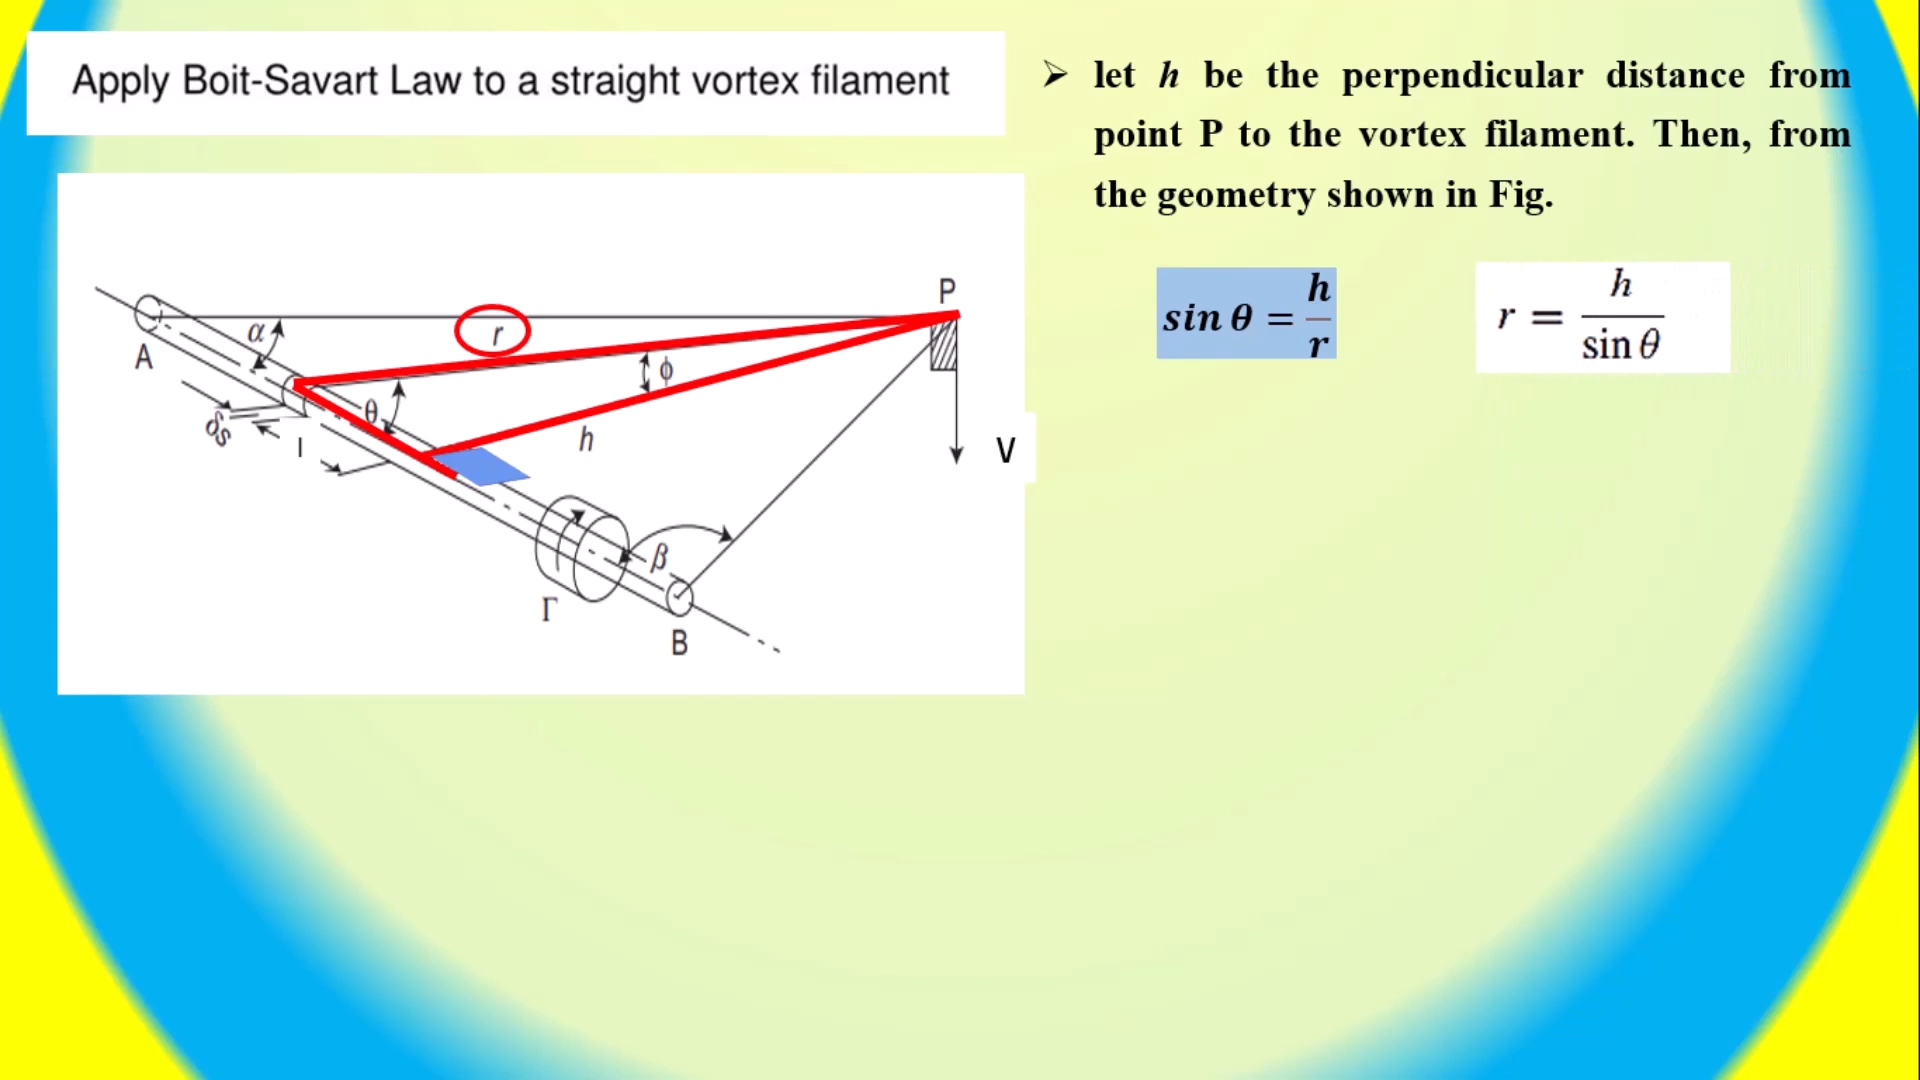 Apply Boit-Savart Law to a straight vortex filament
➢ let h be the perpendicular distance from
point P to the vortex filament. Then, from
the geometry shown in Fig.
sin θ = h/r
r = h/sin θ
P
α
r
A
ϕ
θ
δs
l
h
V
β
Γ
B